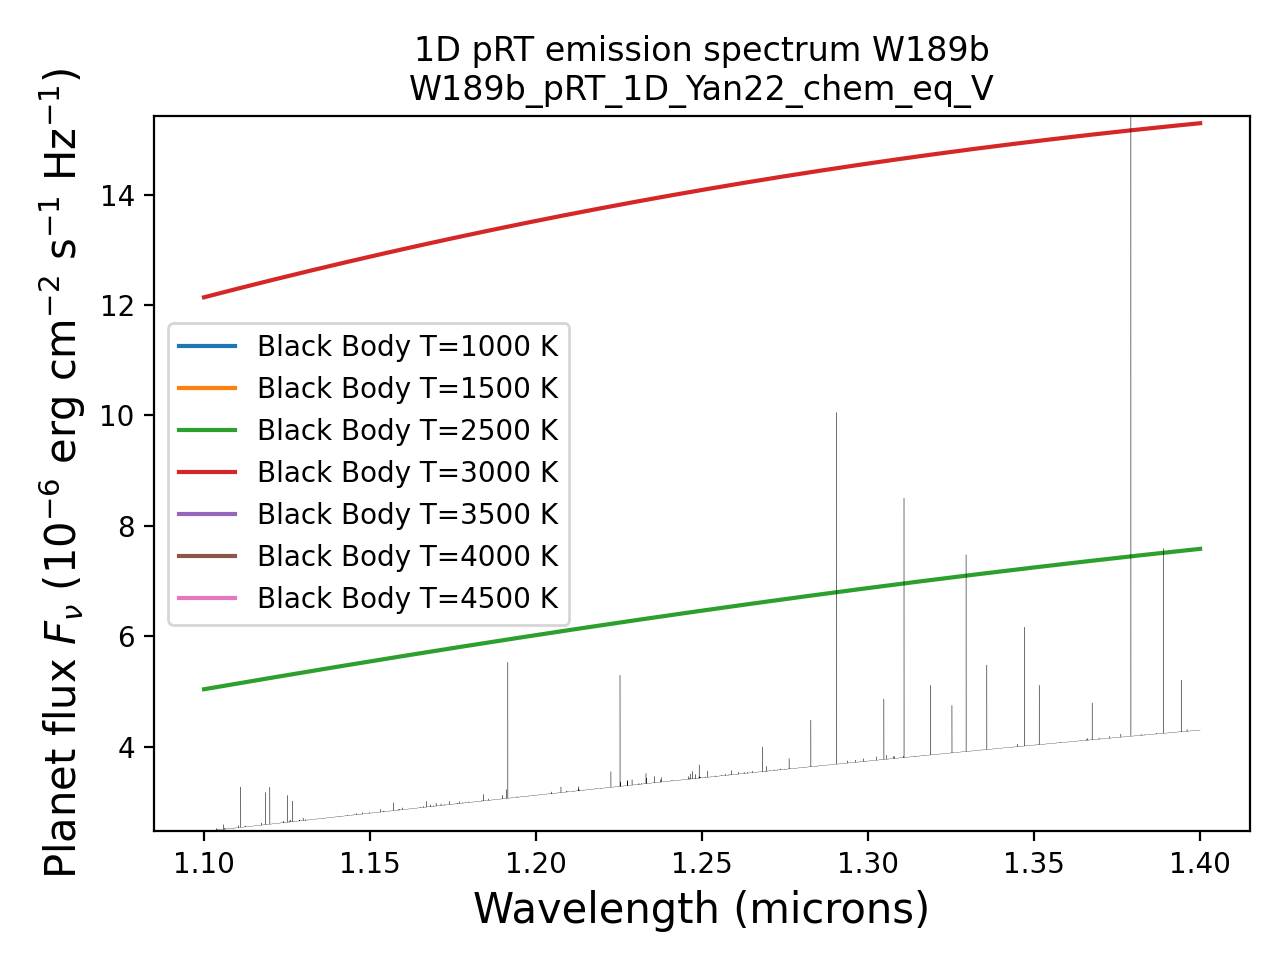 1D pRT emission spectrum W189b
W189b_pRT_1D_Yan22_chem_eq_V
Planet flux $F_\nu$ (10$^{-6}$ erg cm$^{-2}$ s$^{-1}$ Hz$^{-1}$)
14
12
10
8
6
4
Black Body T=1000 K
Black Body T=1500 K
Black Body T=2500 K
Black Body T=3000 K
Black Body T=3500 K
Black Body T=4000 K
Black Body T=4500 K
1.10 1.15 1.20 1.25 1.30 1.35 1.40
Wavelength (microns)